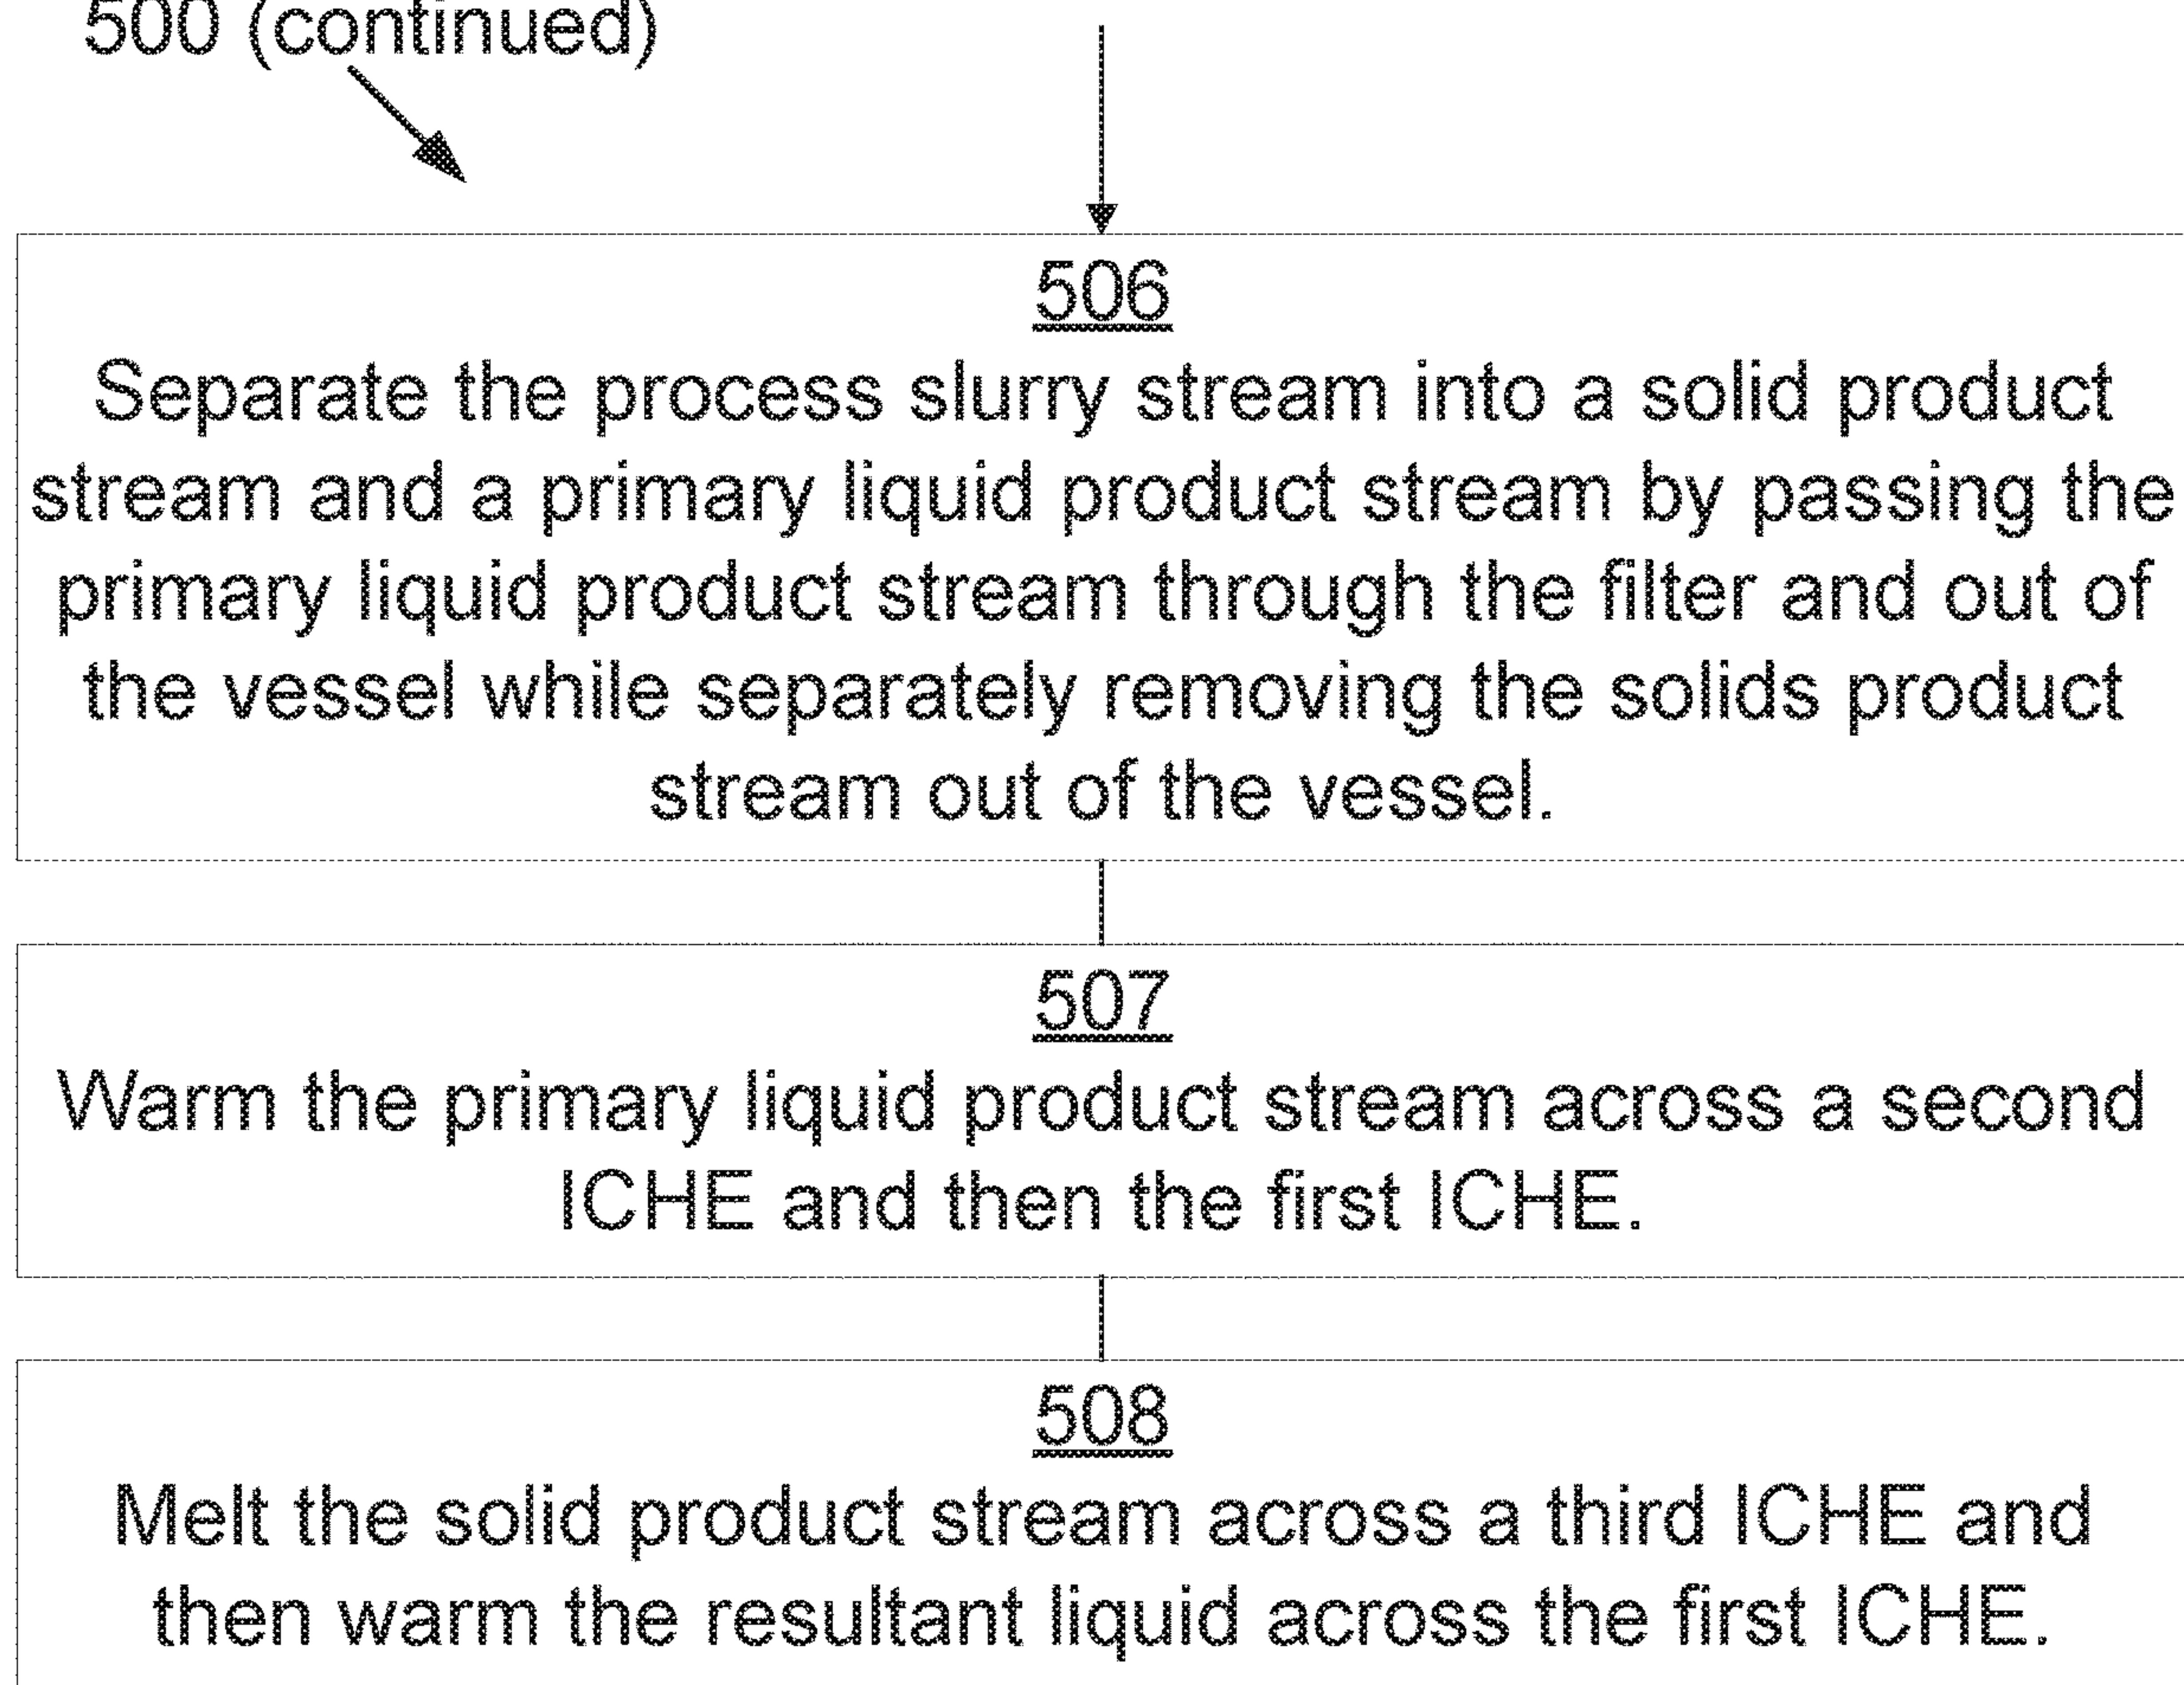 500 (continued)
506
Separate the process slurry stream into a solid product
stream and a primary liquid product stream by passing the
primary liquid product stream through the filter and out of
the vessel while separately removing the solids product
stream out of the vessel.
507
Warm the primary liquid product stream across a second
ICHE and then the first ICHE.
508
Melt the solid product stream across a third ICHE and
then warm the resultant liquid across the first ICHE.